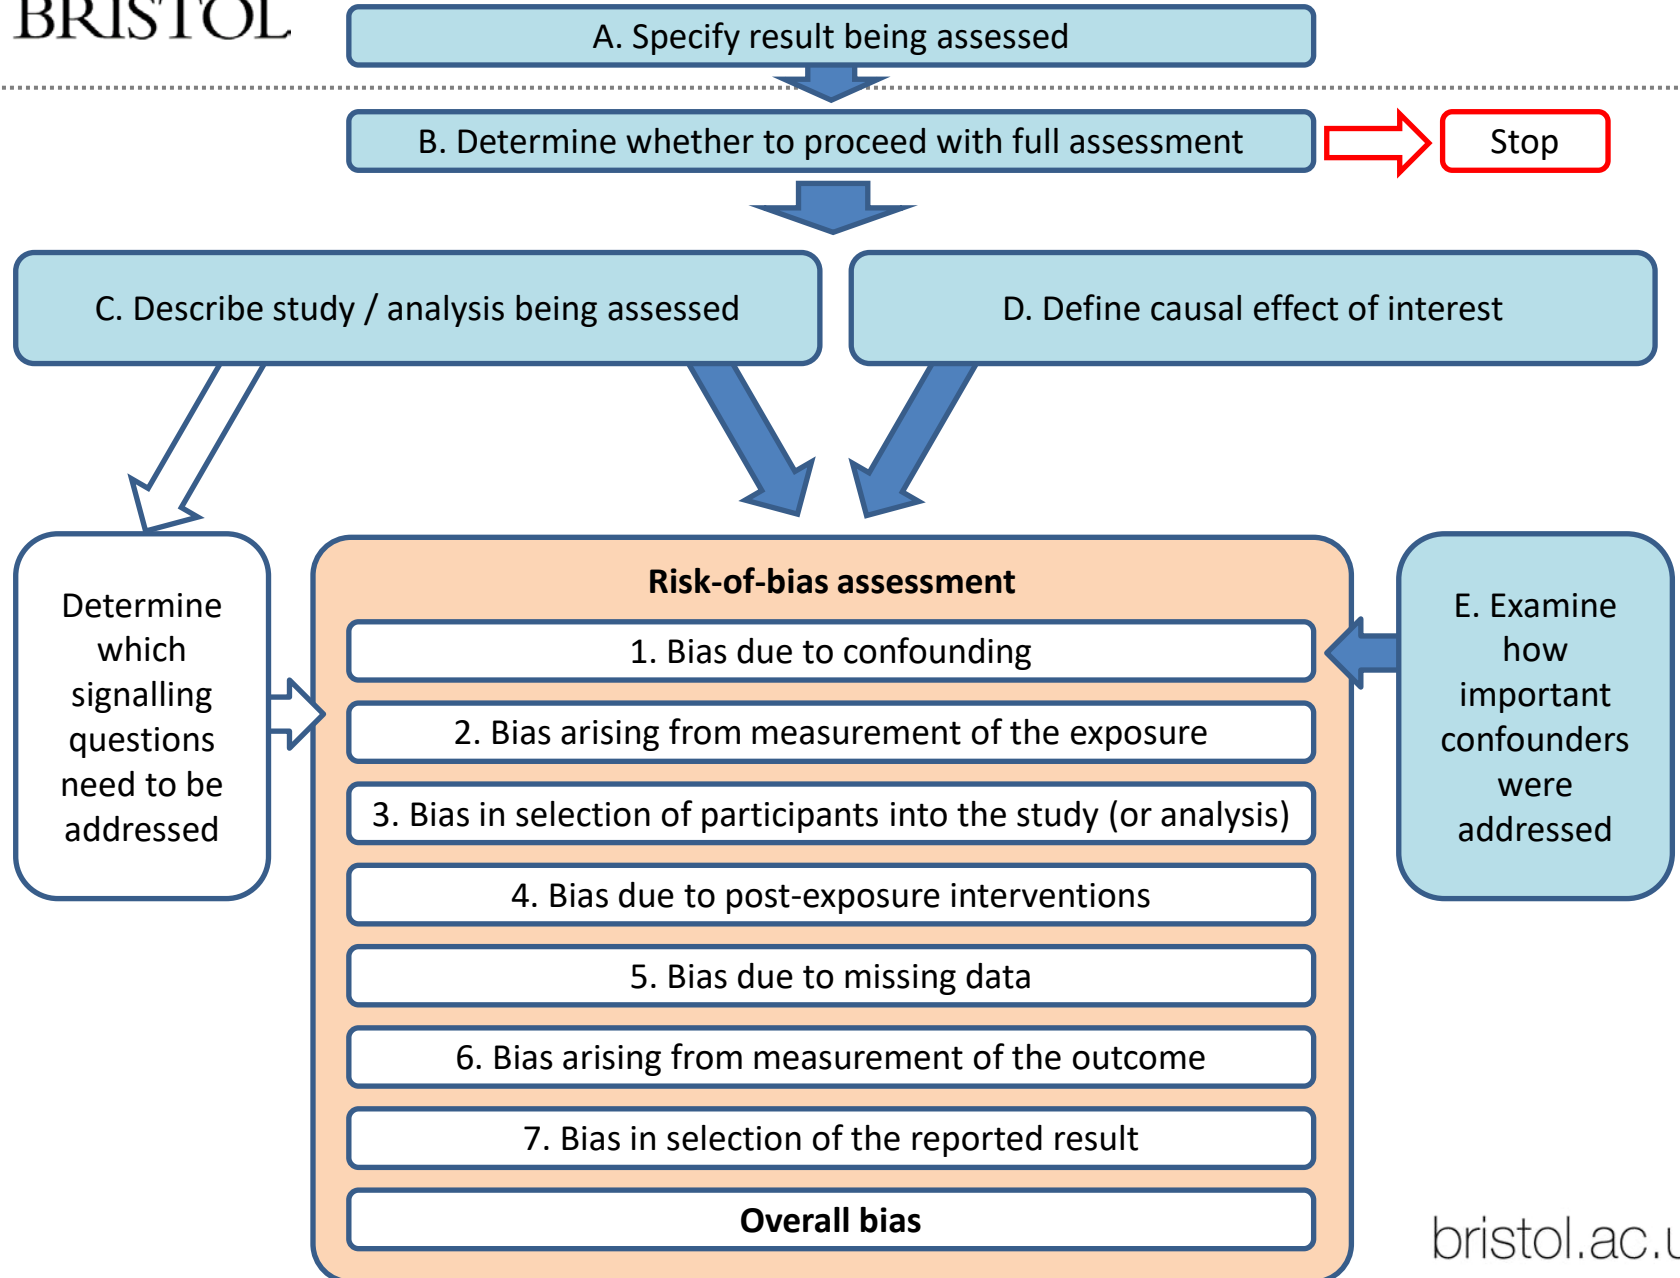 BRISTOL
A. Specify result being assessed
B. Determine whether to proceed with full assessment
Stop
C. Describe study / analysis being assessed
D. Define causal effect of interest
Determine
which
signalling
questions
need to be
addressed
Risk-of-bias assessment
1. Bias due to confounding
2. Bias arising from measurement of the exposure
3. Bias in selection of participants into the study (or analysis)
4. Bias due to post-exposure interventions
5. Bias due to missing data
6. Bias arising from measurement of the outcome
7. Bias in selection of the reported result
Overall bias
E. Examine
how
important
confounders
were
addressed
bristol.ac.u